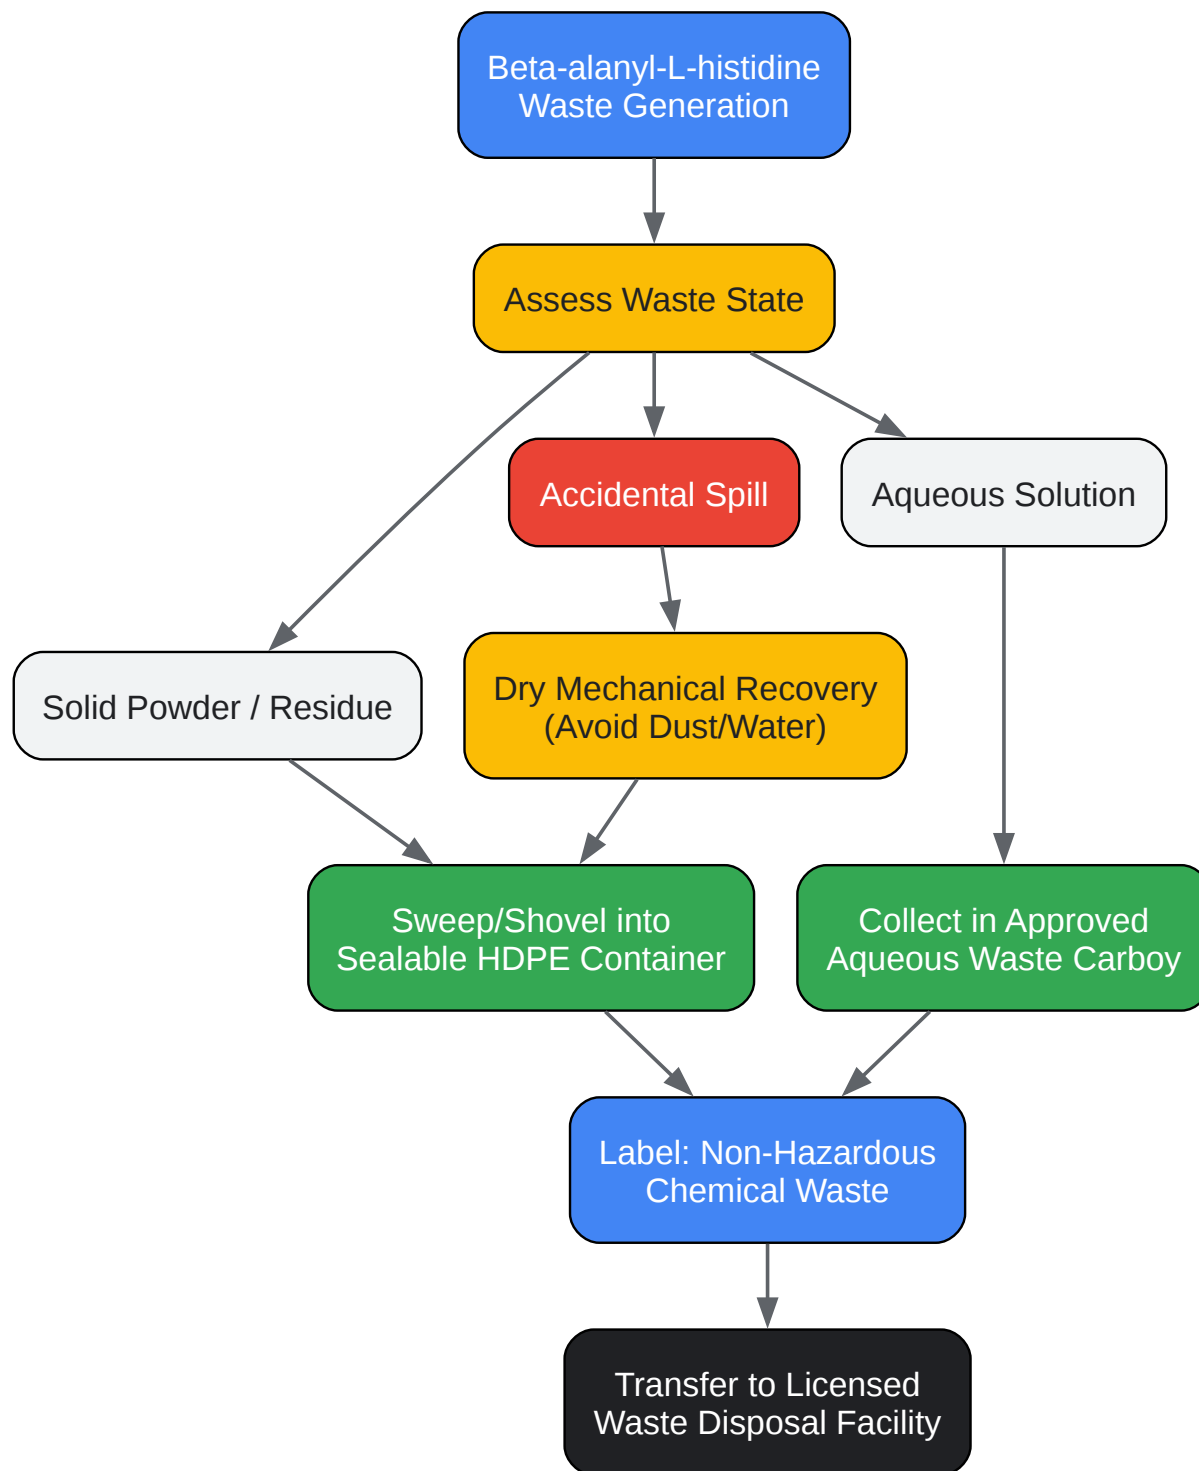 Beta-alanyl-L-histidine
Waste Generation
Assess Waste State
Accidental Spill
Aqueous Solution
Solid Powder / Residue
Dry Mechanical Recovery
(Avoid Dust/Water)
Sweep/Shovel into
Sealable HDPE Container
Collect in Approved
Aqueous Waste Carboy
Label: Non-Hazardous
Chemical Waste
Transfer to Licensed
Waste Disposal Facility